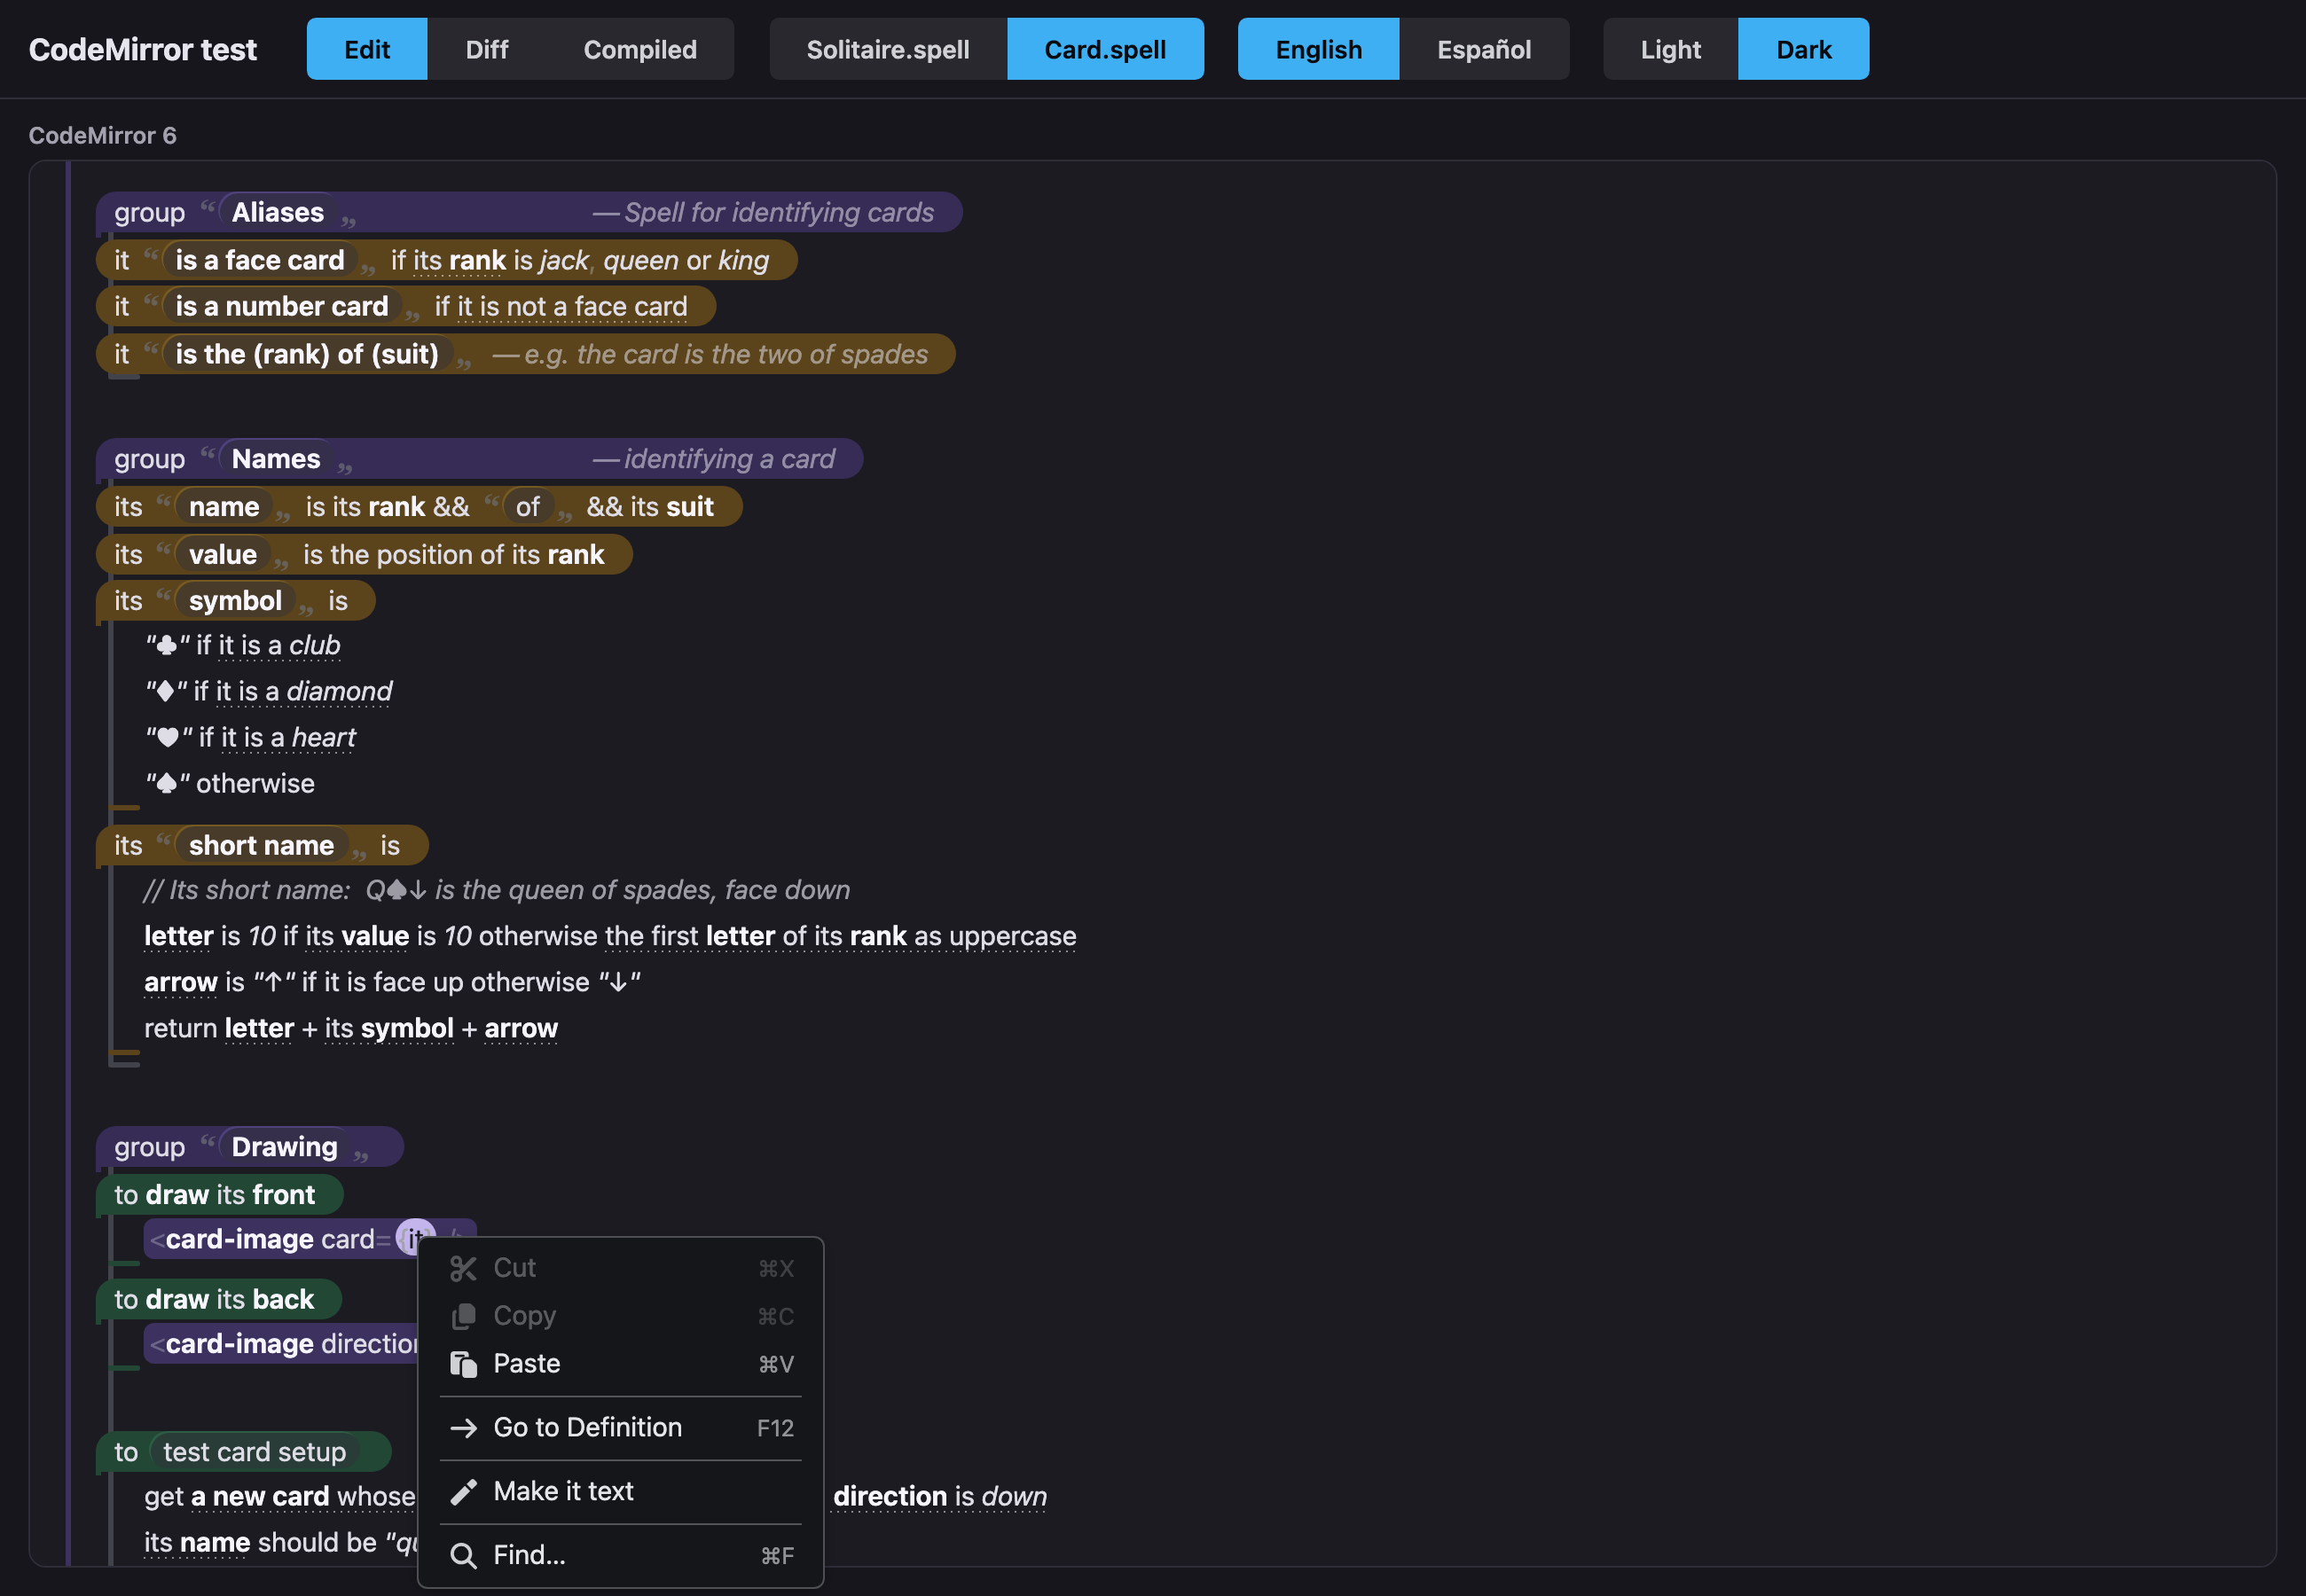 CodeMirror test Edit Diff Compiled Solitaire.spell Card.spell English Español Light Dark
CodeMirror 6
group “ Aliases „ — Spell for identifying cards
it “ is a face card „ if its rank is jack, queen or king
it “ is a number card „ if it is not a face card
it “ is the (rank) of (suit) „ — e.g. the card is the two of spades
group “ Names „ — identifying a card
its “ name „ is its rank && “ of „ && its suit
its “ value „ is the position of its rank
its “ symbol „ is
"♣" if it is a club
"♦" if it is a diamond
"♥" if it is a heart
"♠" otherwise
its “ short name „ is
// Its short name: Q♠↓ is the queen of spades, face down
letter is 10 if its value is 10 otherwise the first letter of its rank as uppercase
arrow is "↑" if it is face up otherwise "↓"
return letter + its symbol + arrow
group “ Drawing „
to draw its front
<card-image card={it
to draw its back
<card-image direction
to test card setup
get a new card whose direction is down
its name should be "qu
Cut ⌘X
Copy ⌘C
Paste ⌘V
Go to Definition F12
Make it text
Find... ⌘F